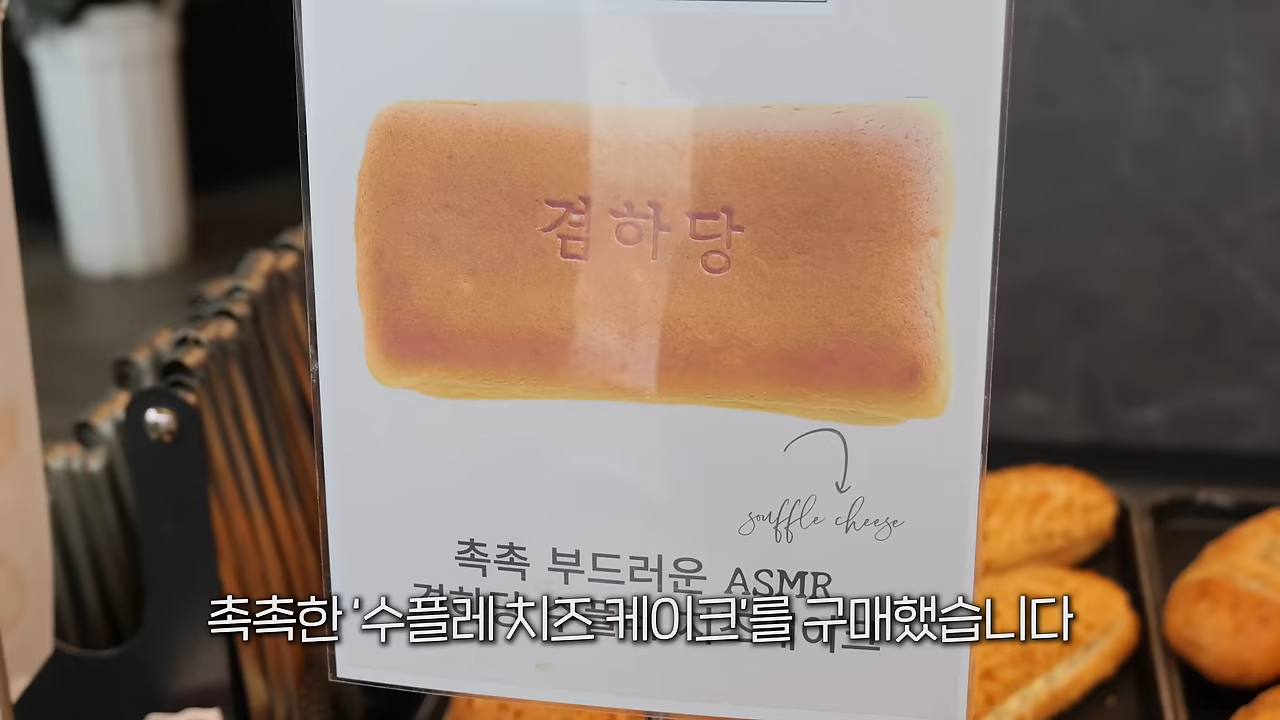 겸하당
souffle cheese
촉촉 부드러운 ASMR
촉촉한 '수플레 치즈 케이크'를 구매했습니다